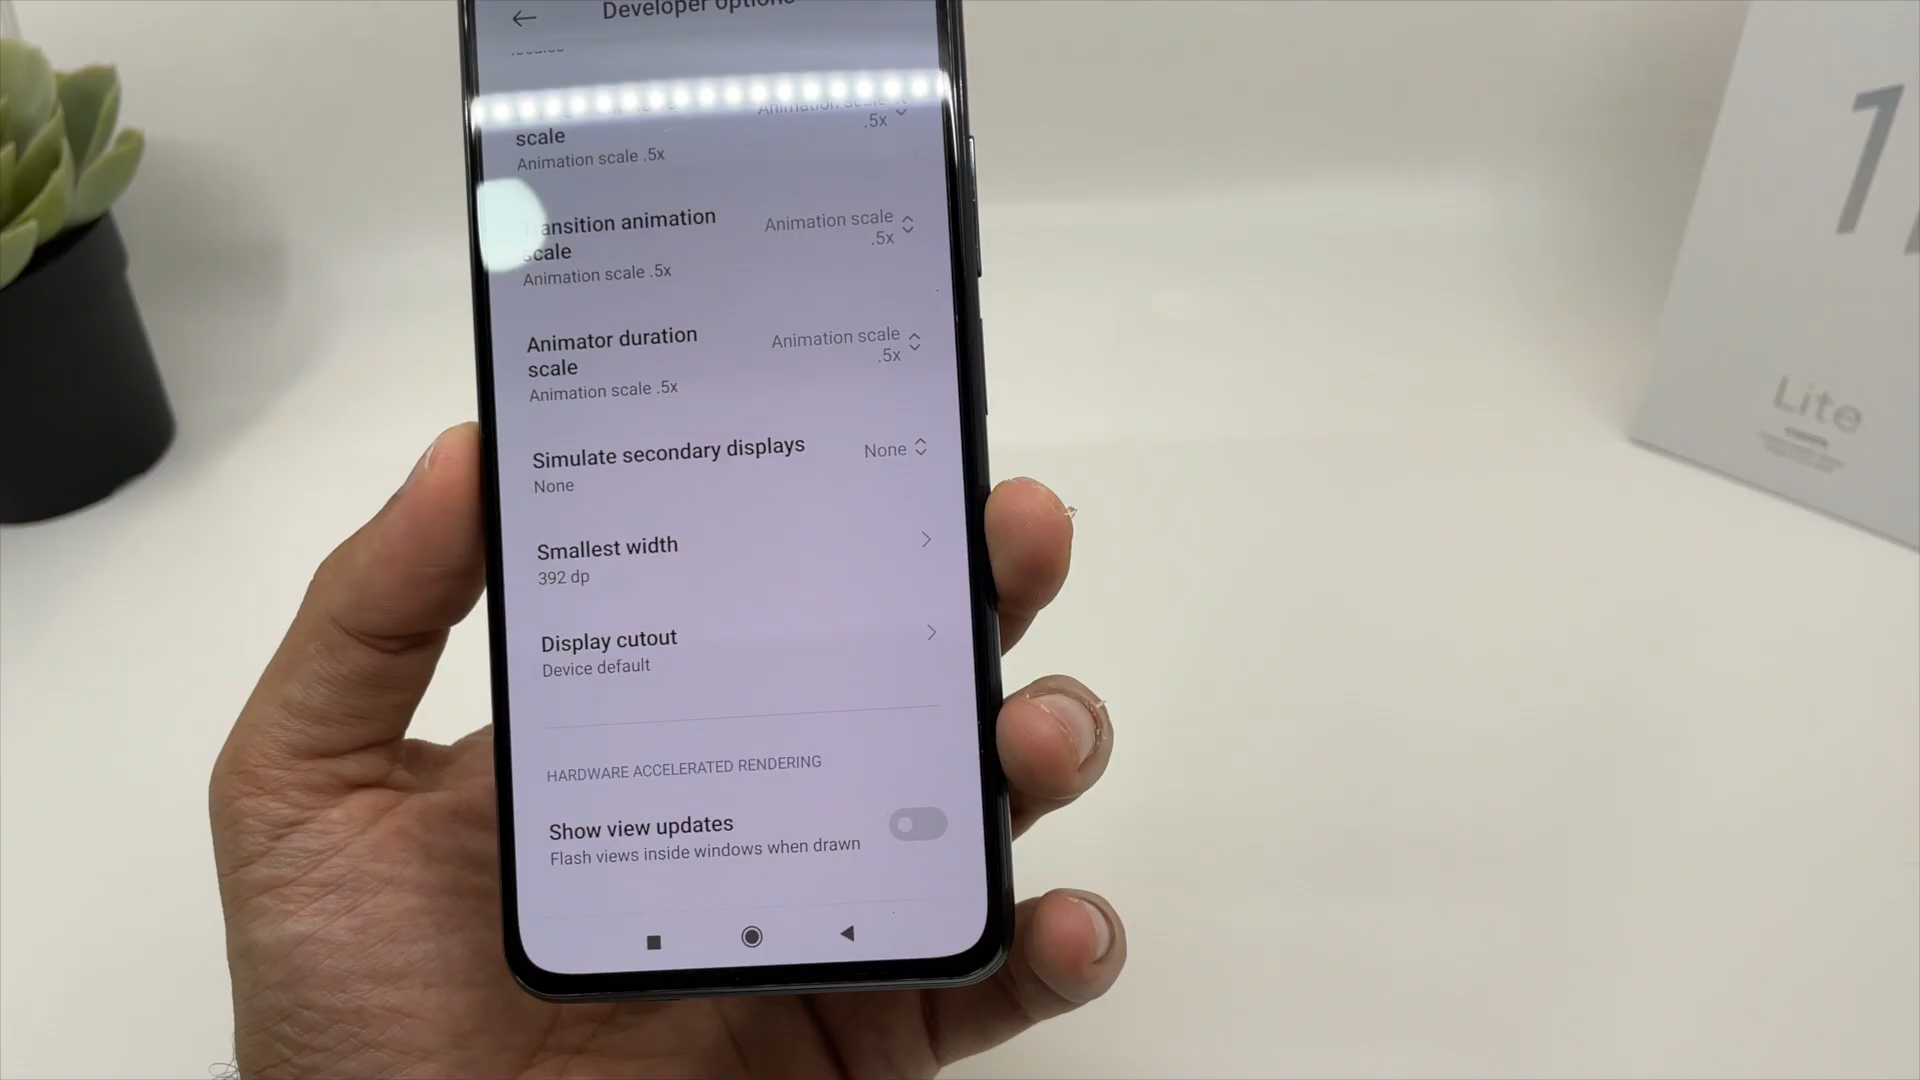 Developer options
scale
Animation scale
.5x
Animation scale .5x
Transition animation
scale
Animation scale
.5x
Animation scale .5x
Animator duration
scale
Animation scale
.5x
Animation scale .5x
Simulate secondary displays
None
None
Smallest width
392 dp
Display cutout
Device default
HARDWARE ACCELERATED RENDERING
Show view updates
Flash views inside windows when drawn
Lite